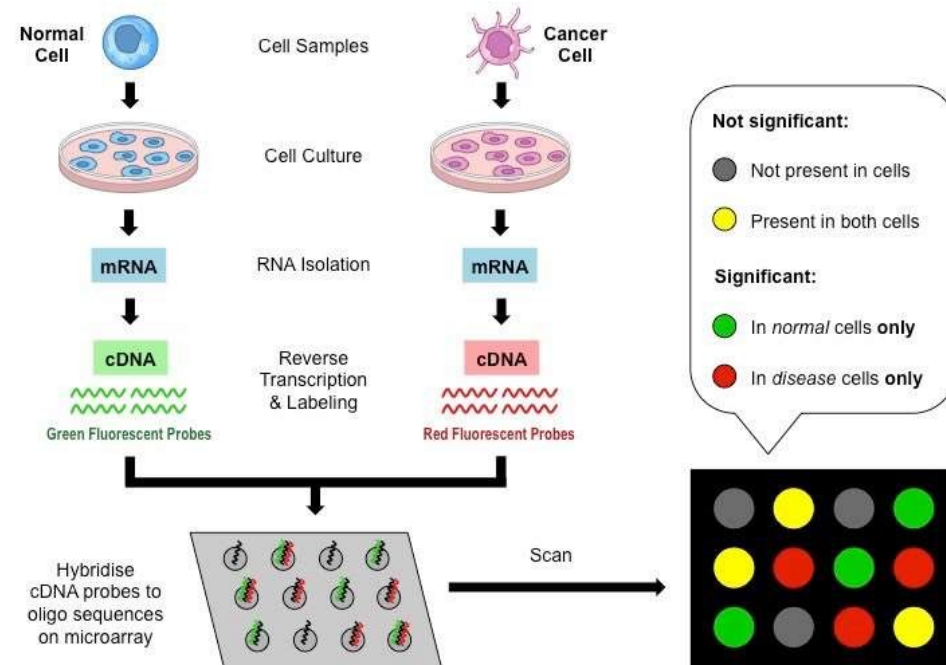 Normal
Cell
Cell Samples
Cancer
Cell
Cell Culture
mRNA
RNA Isolation
mRNA
cDNA
Reverse
Transcription
& Labeling
cDNA
Green Fluorescent Probes
Red Fluorescent Probes
Hybridise
cDNA probes to
oligo sequences
on microarray
Scan
Not significant:
Not present in cells
Present in both cells
Significant:
In normal cells only
In disease cells only